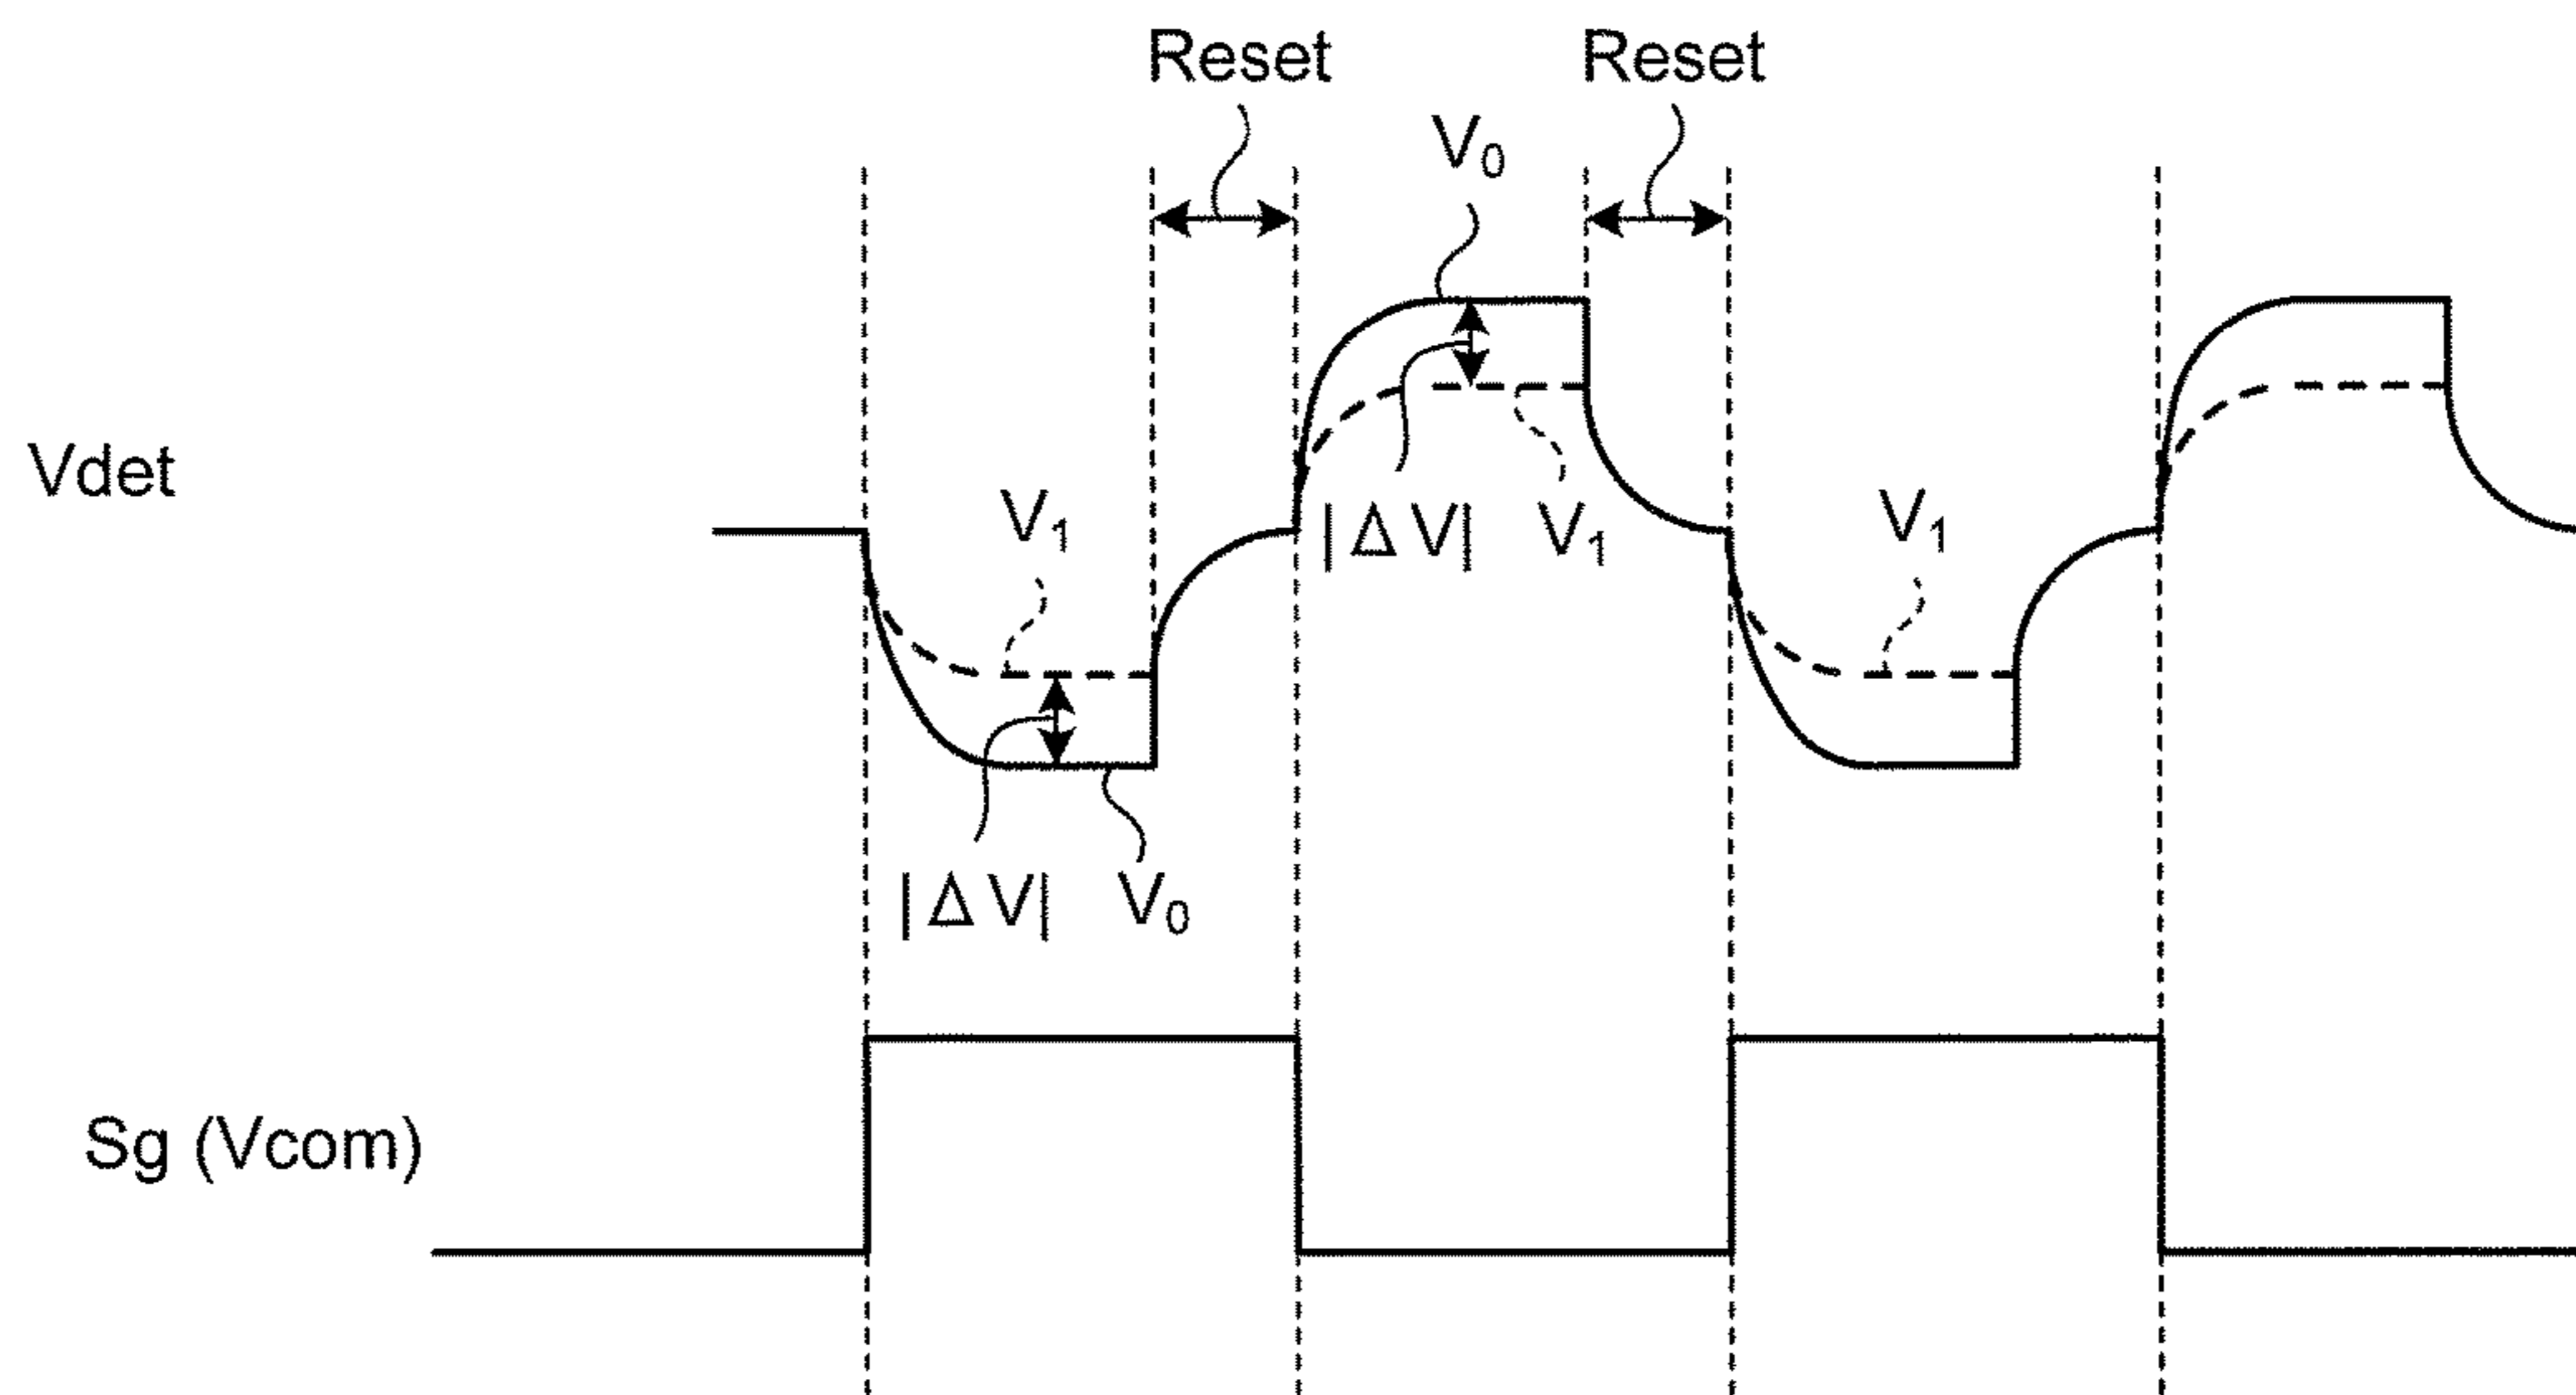 Reset Reset
V₀
Vdet
V₁ |ΔV| V₁ V₁
|ΔV| V₀
Sg (Vcom)